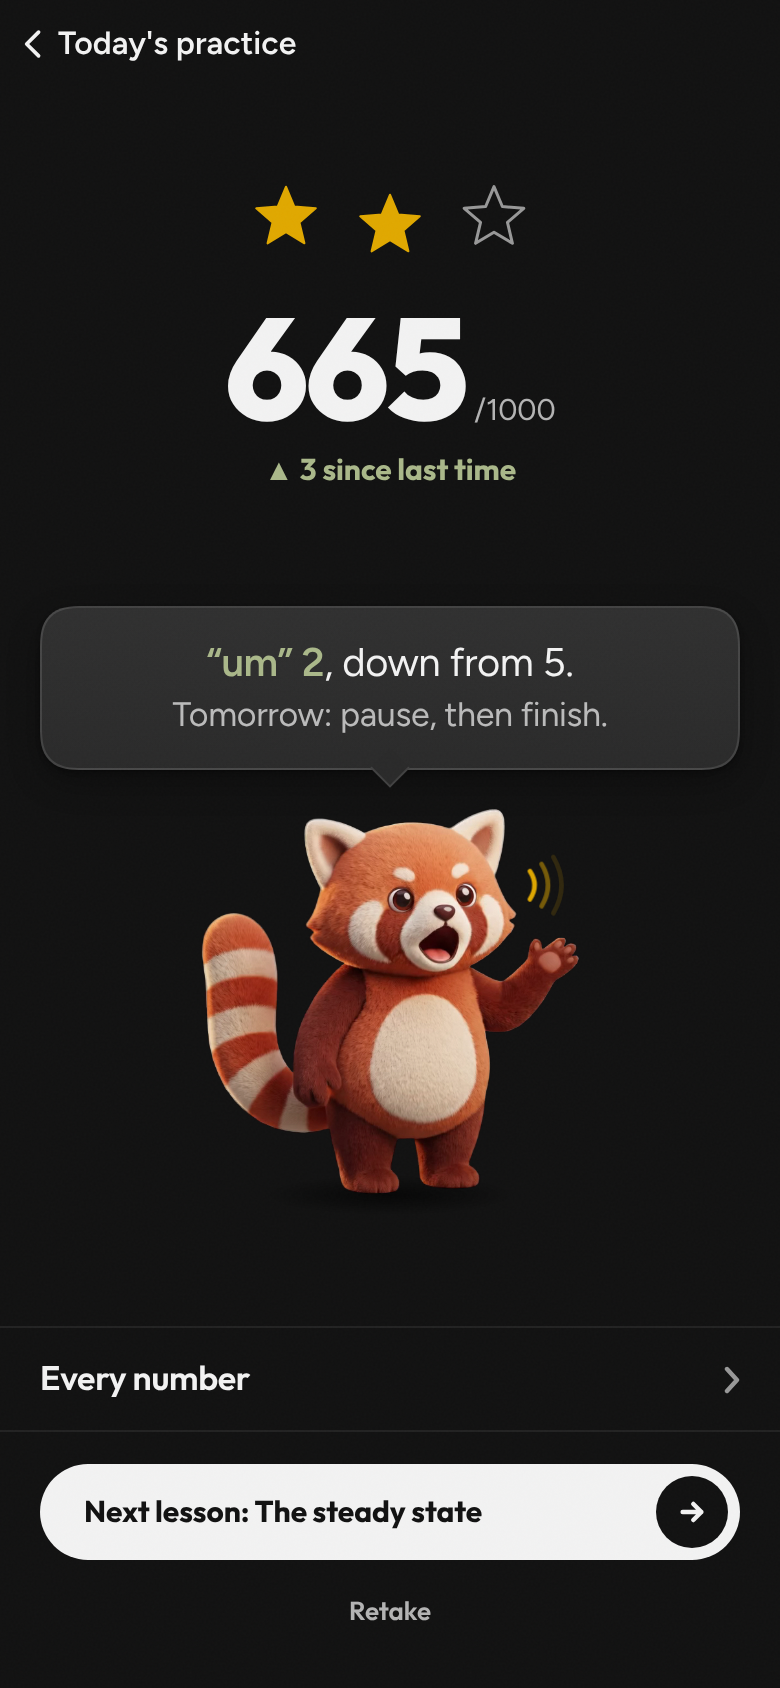 Today's practice
665/1000
▲ 3 since last time
“um” 2, down from 5.
Tomorrow: pause, then finish.
Every number
Next lesson: The steady state
Retake